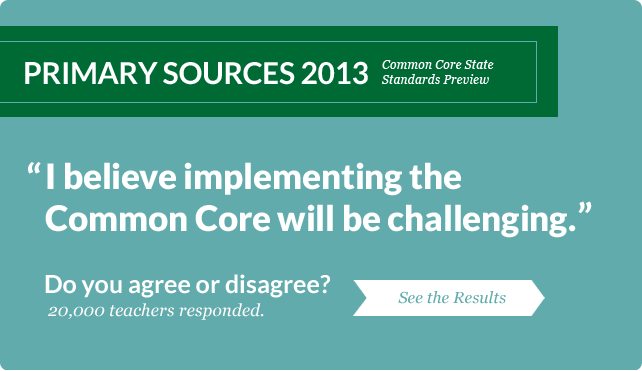 PRIMARY SOURCES 2013
Common Core State
Standards Preview
“I believe implementing the
Common Core will be challenging.”
Do you agree or disagree?
20,000 teachers responded.
See the Results